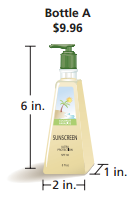 Bottle A
$9.96
6 in.
SUNSCREEN
1 in.
2 in.